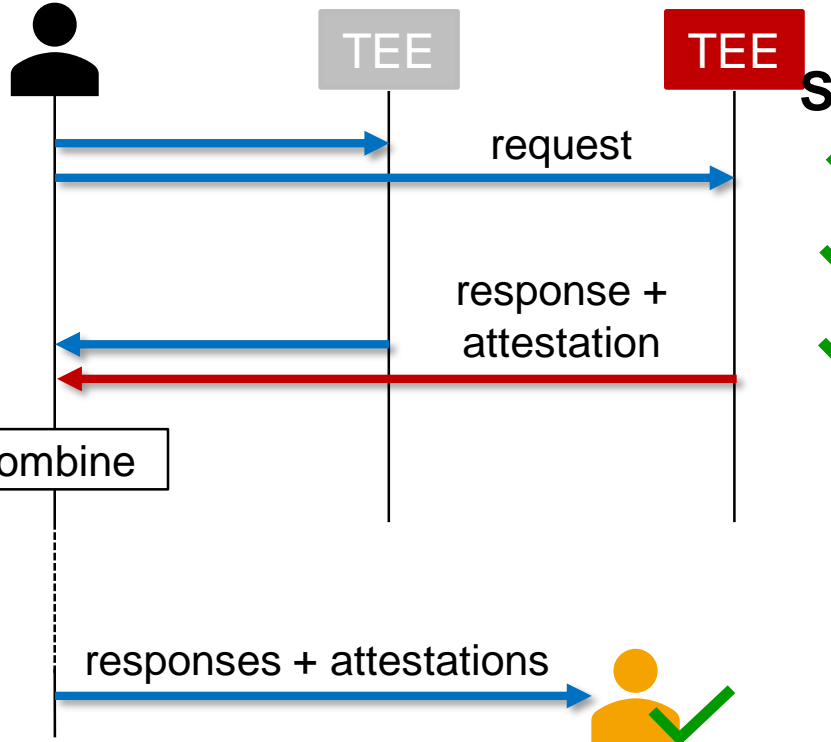 TEE
TEE
S
request
response +
attestation
ombine
responses + attestations